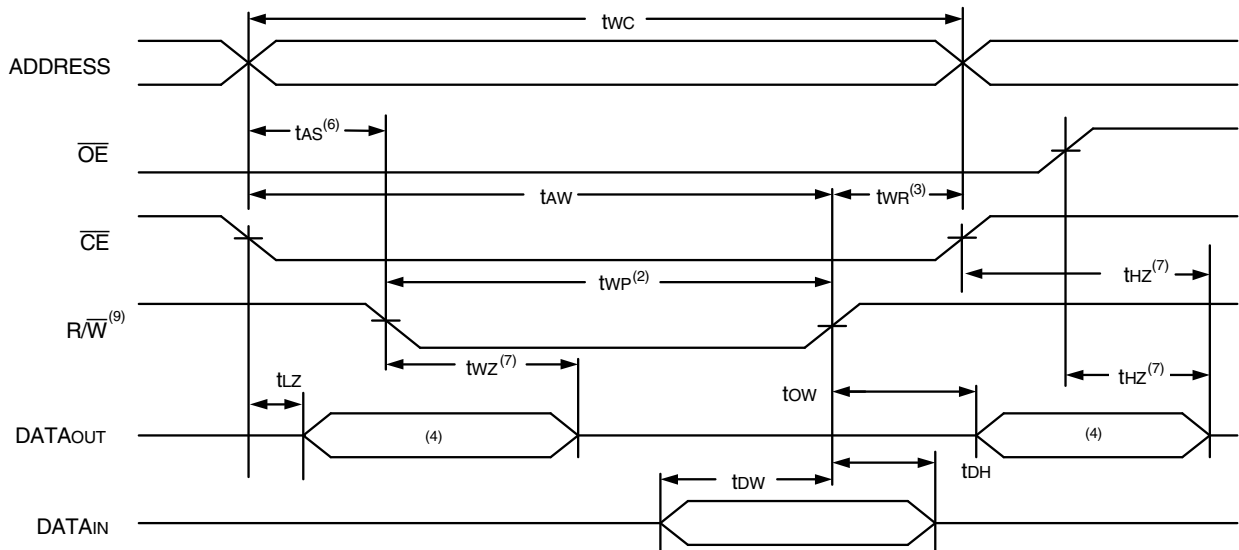 tWC
ADDRESS
tAS(6)
OE
tAW
tWR(3)
CE
tWP(2)
tHZ(7)
R/W(9)
tWZ(7)
tLZ
tOW
tHZ(7)
DATAOUT
(4)
(4)
tDW
tDH
DATAIN